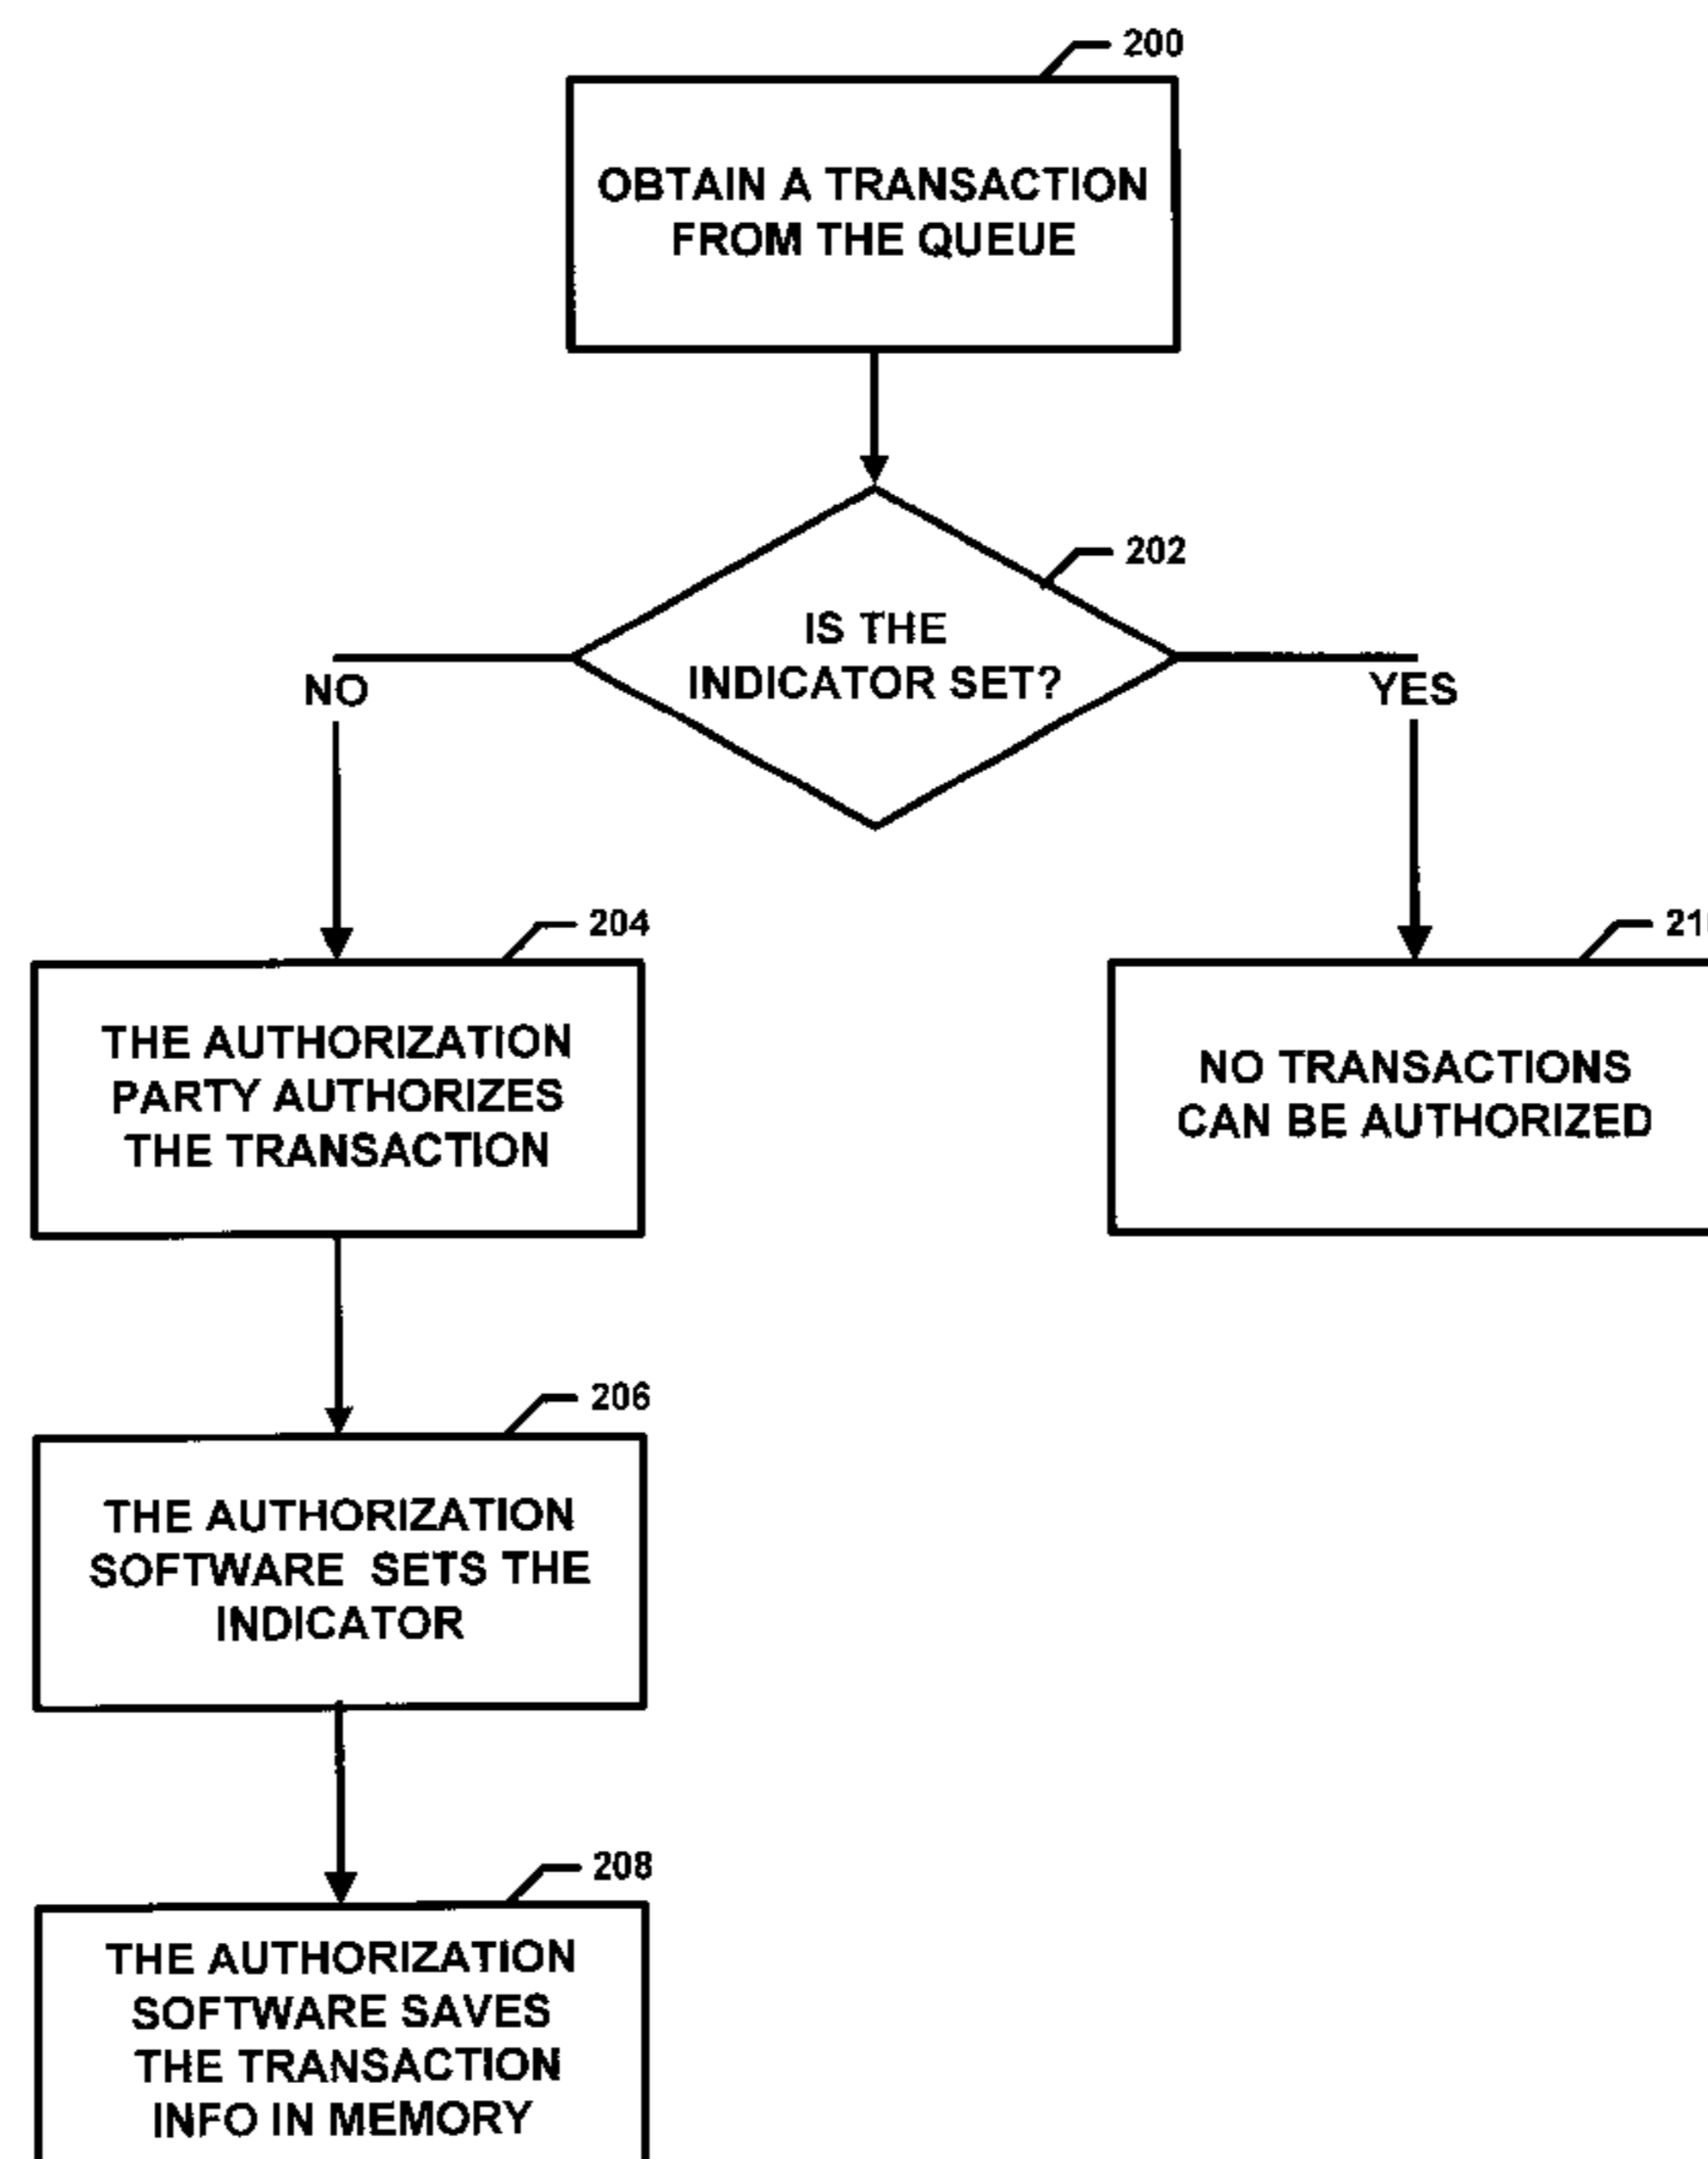 200
OBTAIN A TRANSACTION
FROM THE QUEUE
202
IS THE
INDICATOR SET?
NO
YES
204
THE AUTHORIZATION
PARTY AUTHORIZES
THE TRANSACTION
NO TRANSACTIONS
CAN BE AUTHORIZED
206
THE AUTHORIZATION
SOFTWARE SETS THE
INDICATOR
208
THE AUTHORIZATION
SOFTWARE SAVES
THE TRANSACTION
INFO IN MEMORY